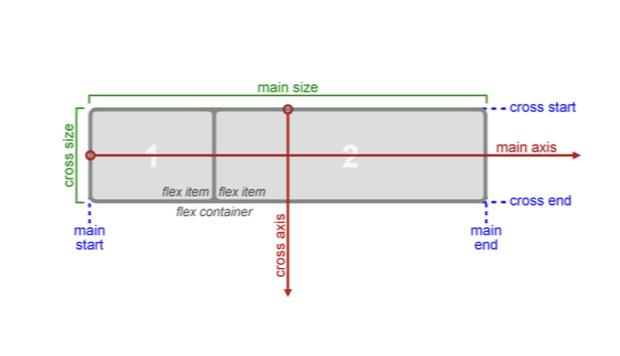 main size
cross start
cross size
1
2
main axis
flex item
flex item
cross end
flex container
main
start
cross axis
main
end